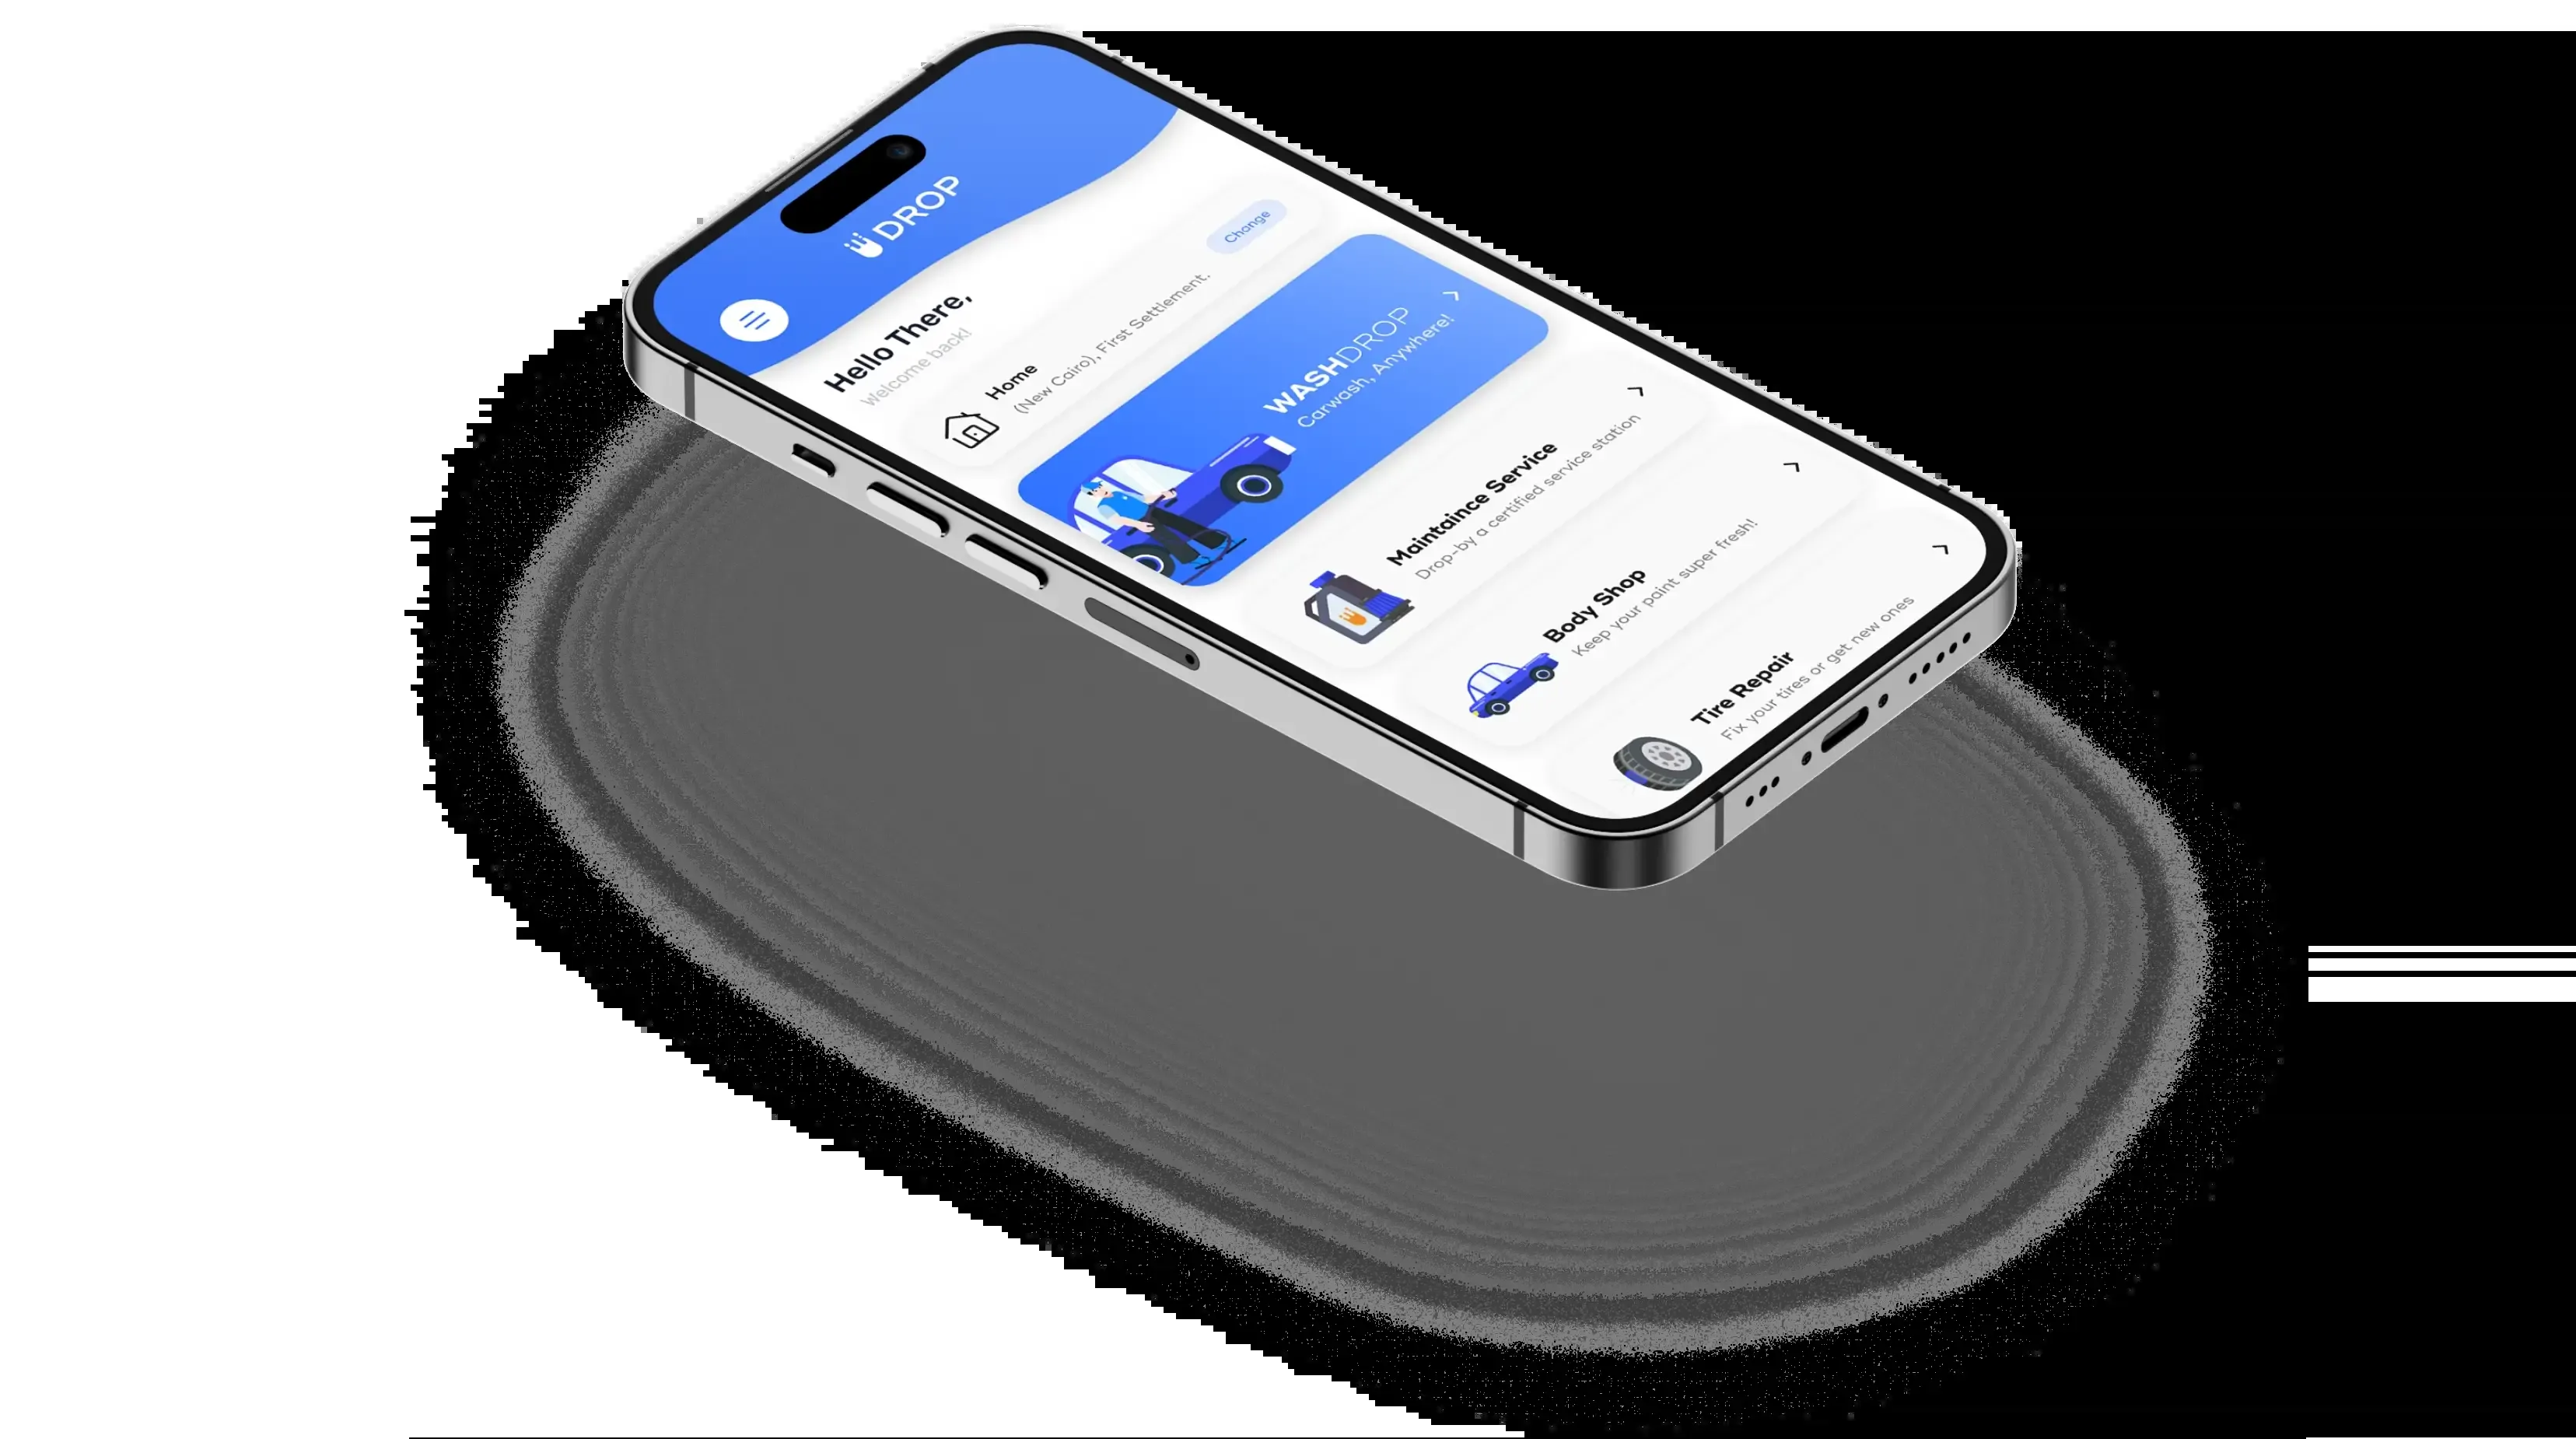 DROP
Hello There,
Welcome back!
Home
(New Cairo), First Settlement.
Change
WASHDROP
Carwash, Anywhere!
Maintaince Service
Drop-by a certified service station
Body Shop
Keep your paint super fresh!
Tire Repair
Fix your tires or get new ones